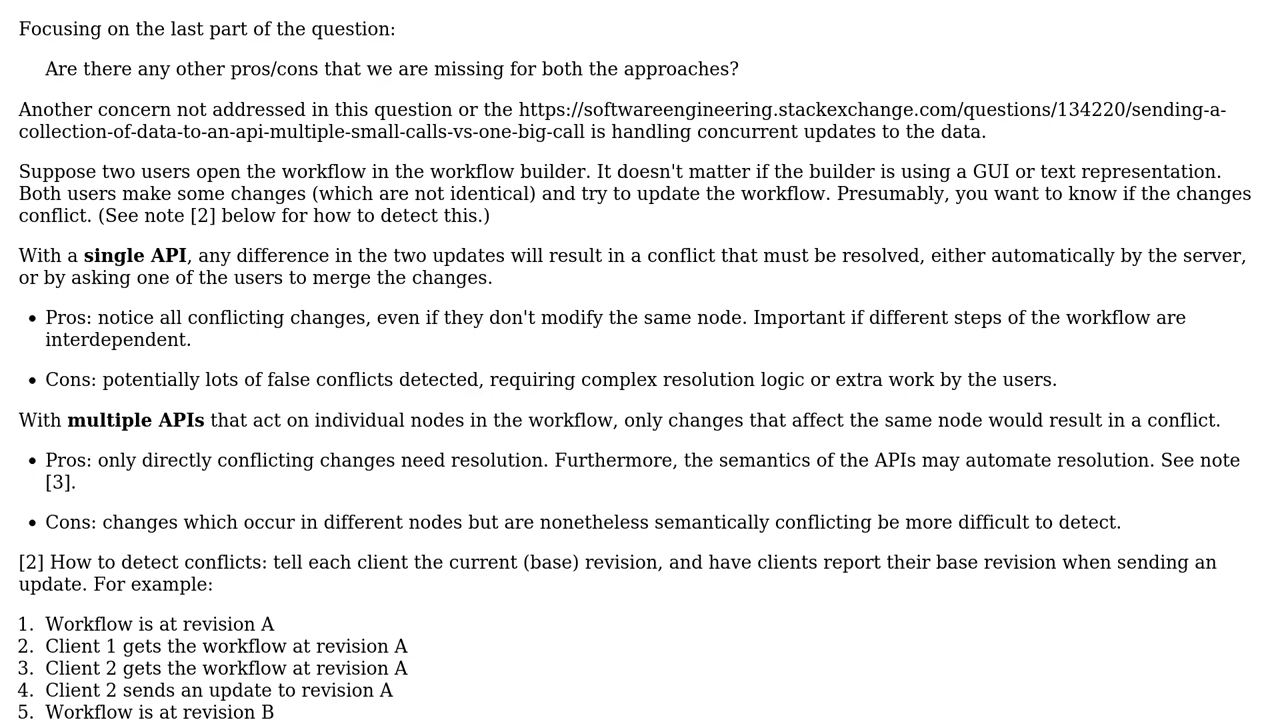 Focusing on the last part of the question:
Are there any other pros/cons that we are missing for both the approaches?
Another concern not addressed in this question or the https://softwareengineering.stackexchange.com/questions/134220/sending-a-
collection-of-data-to-an-api-multiple-small-calls-vs-one-big-call is handling concurrent updates to the data.
Suppose two users open the workflow in the workflow builder. It doesn't matter if the builder is using a GUI or text representation.
Both users make some changes (which are not identical) and try to update the workflow. Presumably, you want to know if the changes
conflict. (See note [2] below for how to detect this.)
With a single API, any difference in the two updates will result in a conflict that must be resolved, either automatically by the server,
or by asking one of the users to merge the changes.
• Pros: notice all conflicting changes, even if they don't modify the same node. Important if different steps of the workflow are
interdependent.
• Cons: potentially lots of false conflicts detected, requiring complex resolution logic or extra work by the users.
With multiple APIs that act on individual nodes in the workflow, only changes that affect the same node would result in a conflict.
• Pros: only directly conflicting changes need resolution. Furthermore, the semantics of the APIs may automate resolution. See note
[3].
• Cons: changes which occur in different nodes but are nonetheless semantically conflicting be more difficult to detect.
[2] How to detect conflicts: tell each client the current (base) revision, and have clients report their base revision when sending an
update. For example:
1. Workflow is at revision A
2. Client 1 gets the workflow at revision A
3. Client 2 gets the workflow at revision A
4. Client 2 sends an update to revision A
5. Workflow is at revision B